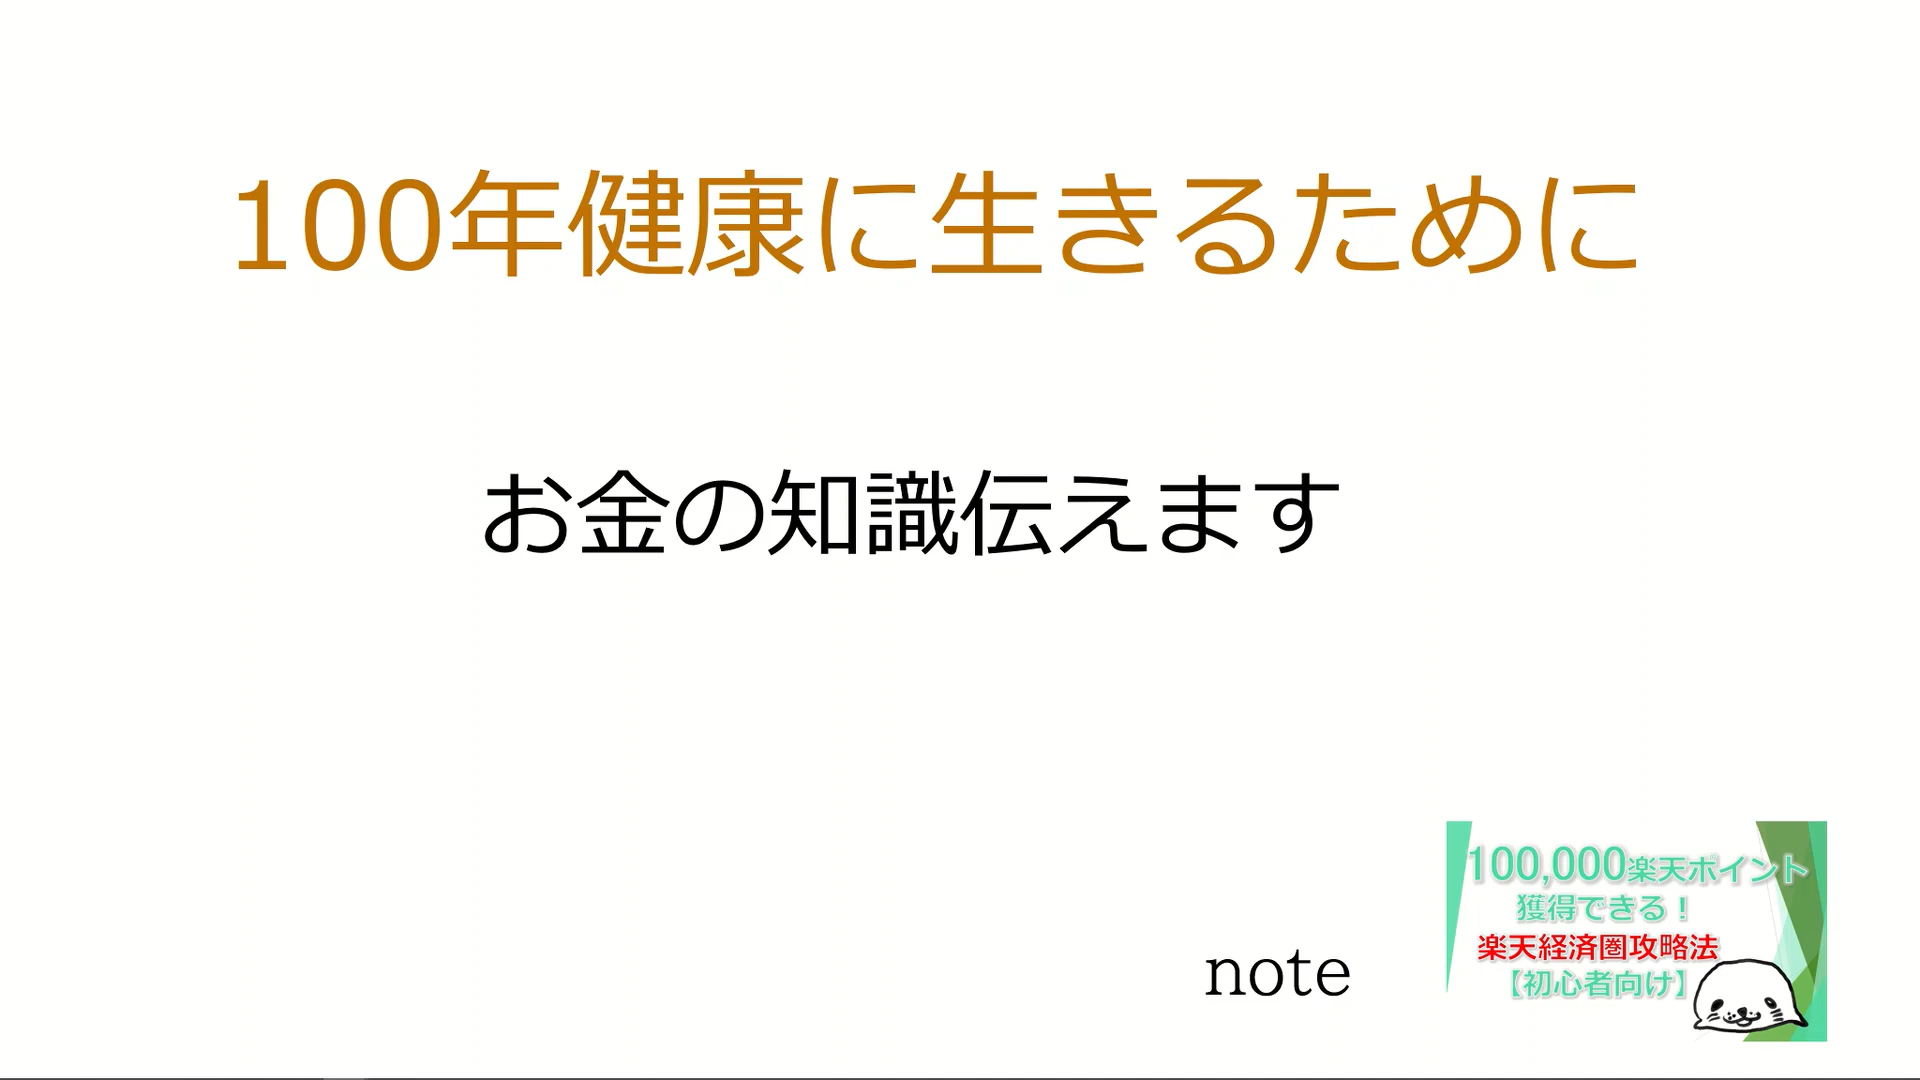 100年健康に生きるために
お金の知識伝えます
note
100,000楽天ポイント
獲得できる！
楽天経済圏攻略法
【初心者向け】